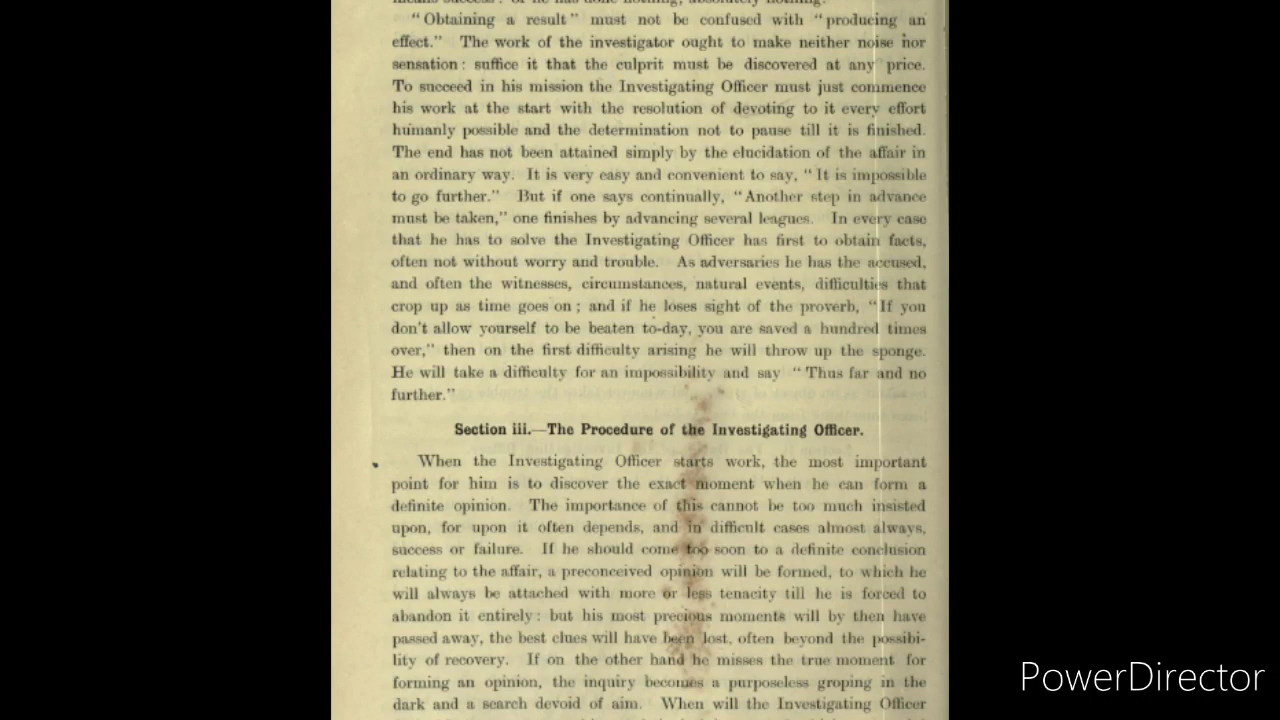 means success: or he has done nothing, absolutely nothing.
"Obtaining a result" must not be confused with "producing an
effect." The work of the investigator ought to make neither noise nor
sensation: suffice it that the culprit must be discovered at any price.
To succeed in his mission the Investigating Officer must just commence
his work at the start with the resolution of devoting to it every effort
humanly possible and the determination not to pause till it is finished.
The end has not been attained simply by the elucidation of the affair in
an ordinary way. It is very easy and convenient to say, "It is impossible
to go further." But if one says continually, "Another step in advance
must be taken," one finishes by advancing several leagues. In every case
that he has to solve the Investigating Officer has first to obtain facts,
often not without worry and trouble. As adversaries he has the accused,
and often the witnesses, circumstances, natural events, difficulties that
crop up as time goes on; and if he loses sight of the proverb, "If you
don't allow yourself to be beaten to-day, you are saved a hundred times
over," then on the first difficulty arising he will throw up the sponge.
He will take a difficulty for an impossibility and say "Thus far and no
further."
Section iii.—The Procedure of the Investigating Officer.
When the Investigating Officer starts work, the most important
point for him is to discover the exact moment when he can form a
definite opinion. The importance of this cannot be too much insisted
upon, for upon it often depends, and in difficult cases almost always,
success or failure. If he should come too soon to a definite conclusion
relating to the affair, a preconceived opinion will be formed, to which he
will always be attached with more or less tenacity till he is forced to
abandon it entirely: but his most precious moments will by then have
passed away, the best clues will have been lost, often beyond the possibi-
lity of recovery. If on the other hand he misses the true moment for
forming an opinion, the inquiry becomes a purposeless groping in the
dark and a search devoid of aim. When will the Investigating Officer
PowerDirector